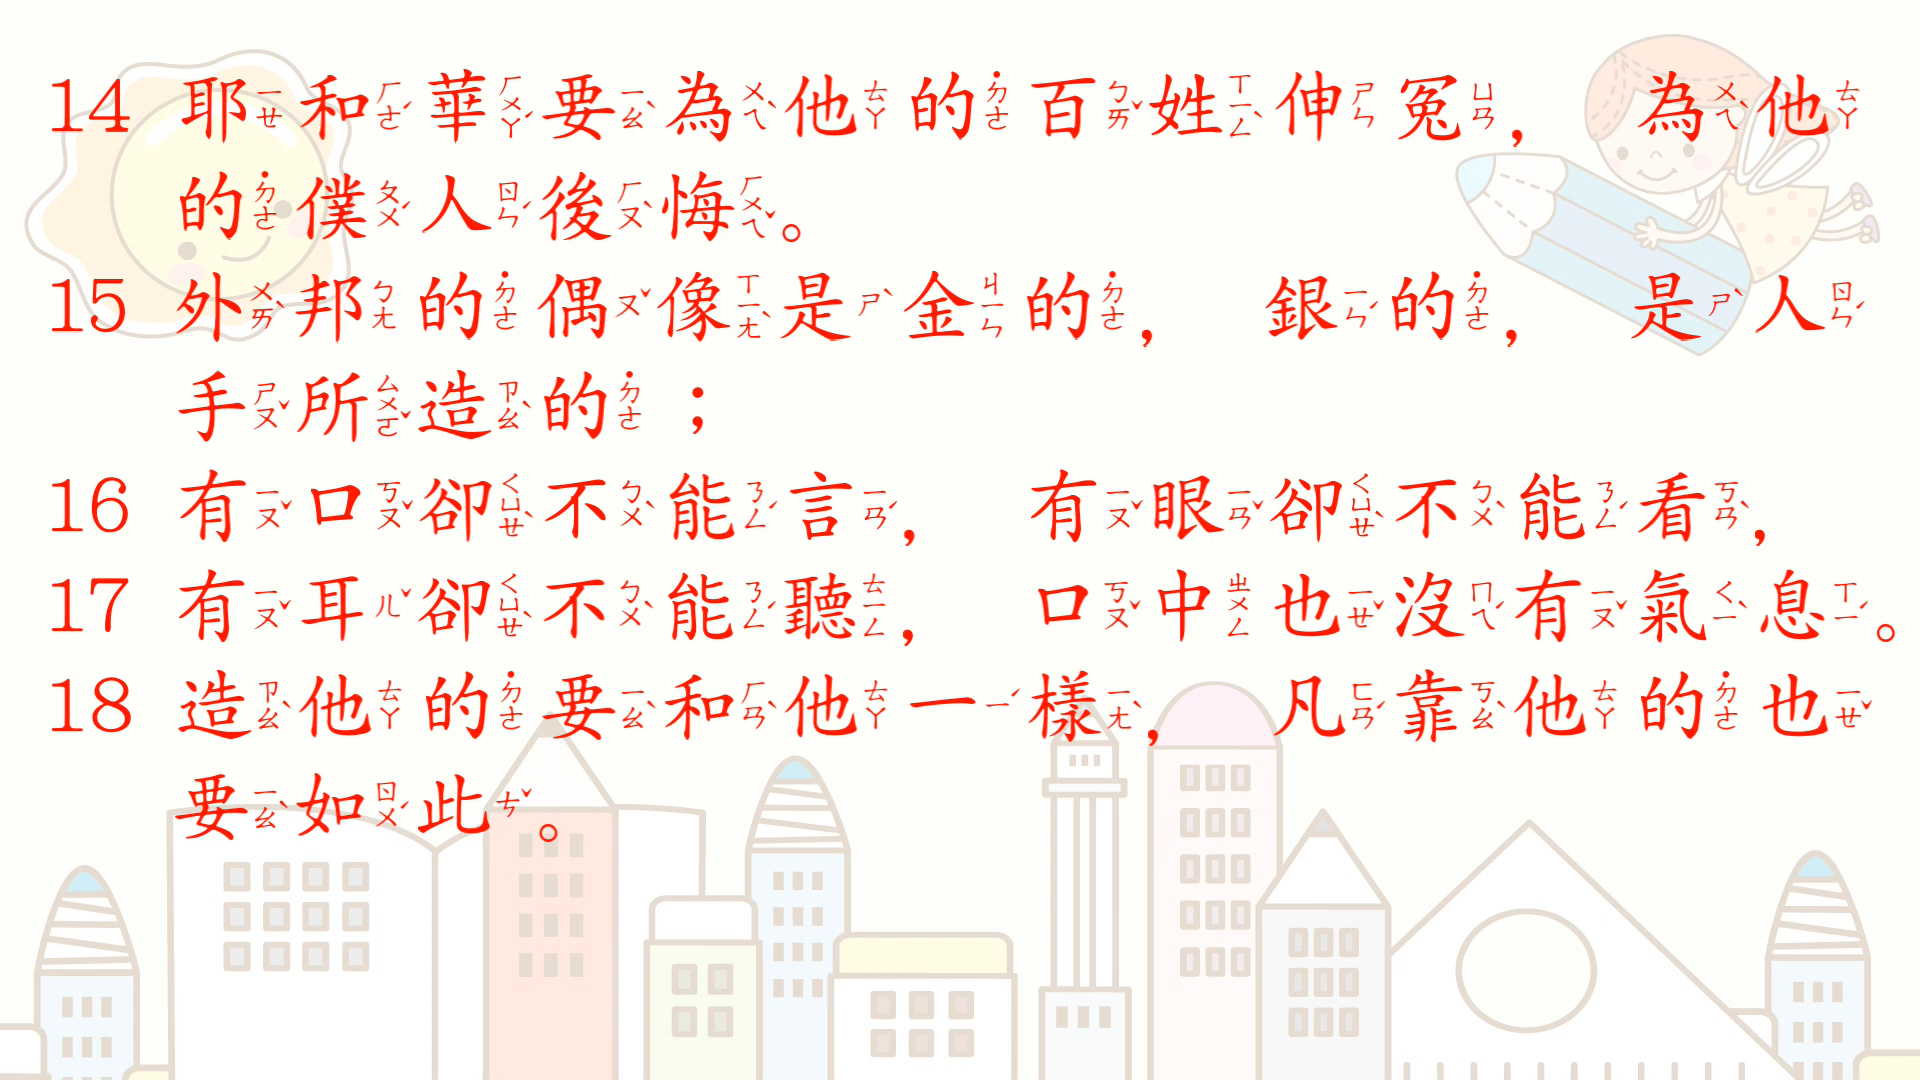 14 耶和華要為他的百姓伸冤， 為他
的僕人後悔。
15 外邦的偶像是金的， 銀的， 是人
手所造的；
16 有口卻不能言， 有眼卻不能看，
17 有耳卻不能聽， 口中也沒有氣息。
18 造他的要和他一樣， 凡靠他的也
要如此。